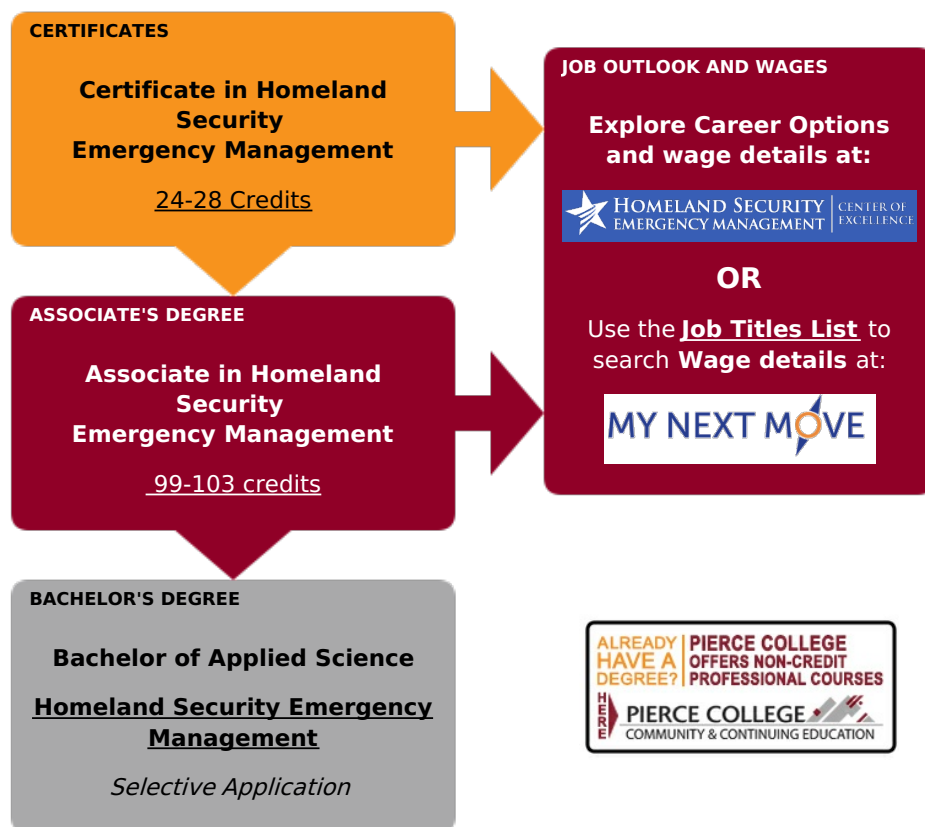 CERTIFICATES
Certificate in Homeland
Security
Emergency Management
24-28 Credits
ASSOCIATE'S DEGREE
Associate in Homeland
Security
Emergency Management
99-103 credits
BACHELOR'S DEGREE
Bachelor of Applied Science
Homeland Security Emergency
Management
Selective Application
JOB OUTLOOK AND WAGES
Explore Career Options
and wage details at:
HOMELAND SECURITY
EMERGENCY MANAGEMENT
CENTER OF
EXCELLENCE
OR
Use the Job Titles List to
search Wage details at:
MY NEXT MOVE
ALREADY
HAVE A
DEGREE?
PIERCE COLLEGE
OFFERS NON-CREDIT
PROFESSIONAL COURSES
HERE
PIERCE COLLEGE
COMMUNITY & CONTINUING EDUCATION